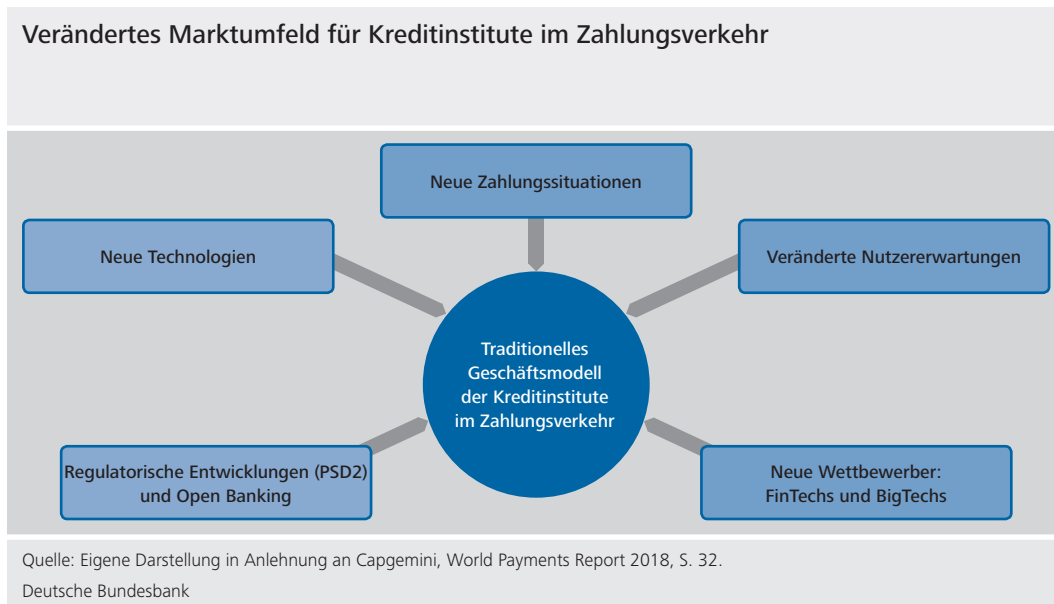 Verändertes Marktumfeld für Kreditinstitute im Zahlungsverkehr
Neue Zahlungssituationen
Neue Technologien
Veränderte Nutzererwartungen
Traditionelles
Geschäftsmodell
der Kreditinstitute
im Zahlungsverkehr
Regulatorische Entwicklungen (PSD2)
und Open Banking
Neue Wettbewerber:
FinTechs und BigTechs
Quelle: Eigene Darstellung in Anlehnung an Capgemini, World Payments Report 2018, S. 32.
Deutsche Bundesbank